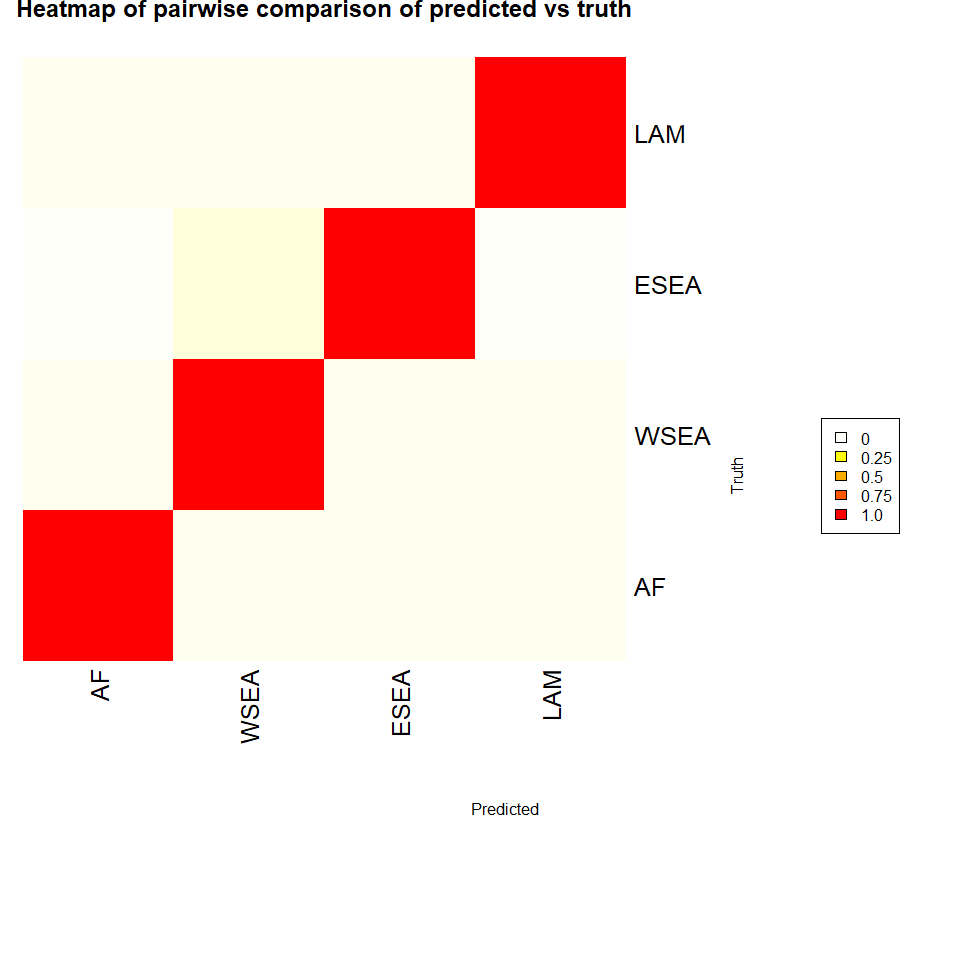 Heatmap of pairwise comparison of predicted vs truth
LAM
ESEA
WSEA
AF
Truth
0
0.25
0.5
0.75
1.0
AF
WSEA
ESEA
LAM
Predicted